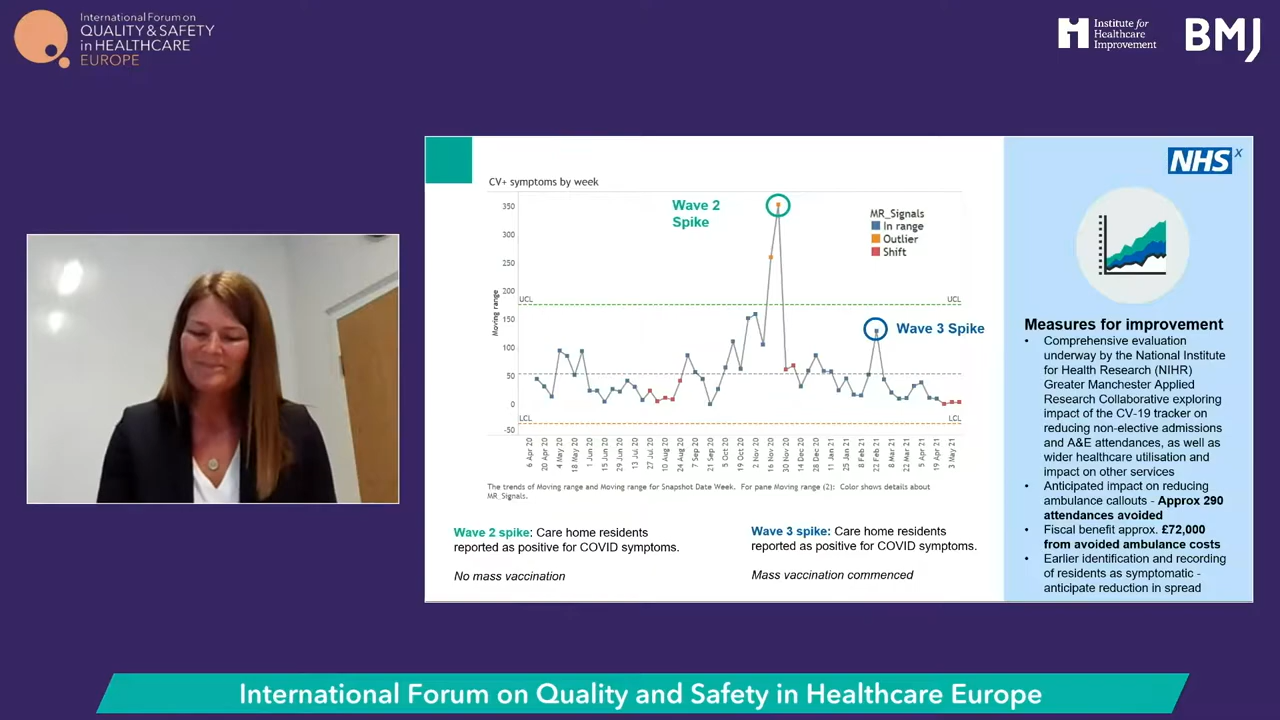 International Forum on
QUALITY & SAFETY
in HEALTHCARE
EUROPE
Institute for
Healthcare
Improvement
BMJ
NHS X
CV+ symptoms by week
Wave 2
Spike
MR_Signals
In range
Outlier
Shift
350
300
250
200
150
100
50
0
-50
Moving range
UCL
UCL
LCL
LCL
Wave 3 Spike
6 Apr 20
20 Apr 20
4 May 20
18 May 20
1 Jun 20
15 Jun 20
29 Jun 20
13 Jul 20
27 Jul 20
10 Aug 20
24 Aug 20
7 Sep 20
21 Sep 20
5 Oct 20
19 Oct 20
2 Nov 20
16 Nov 20
30 Nov 20
14 Dec 20
28 Dec 20
11 Jan 21
25 Jan 21
8 Feb 21
22 Feb 21
8 Mar 21
22 Mar 21
5 Apr 21
19 Apr 21
3 May 21
The trends of Moving range and Moving range for Snapshot Date Week. For pane Moving range (2): Color shows details about
MR_Signals.
Wave 2 spike: Care home residents
reported as positive for COVID symptoms.
No mass vaccination
Wave 3 spike: Care home residents
reported as positive for COVID symptoms.
Mass vaccination commenced
Measures for improvement
• Comprehensive evaluation
underway by the National Institute
for Health Research (NIHR)
Greater Manchester Applied
Research Collaborative exploring
impact of the CV-19 tracker on
reducing non-elective admissions
and A&E attendances, as well as
wider healthcare utilisation and
impact on other services
• Anticipated impact on reducing
ambulance callouts - Approx 290
attendances avoided
• Fiscal benefit approx. £72,000
from avoided ambulance costs
• Earlier identification and recording
of residents as symptomatic -
anticipate reduction in spread
International Forum on Quality and Safety in Healthcare Europe